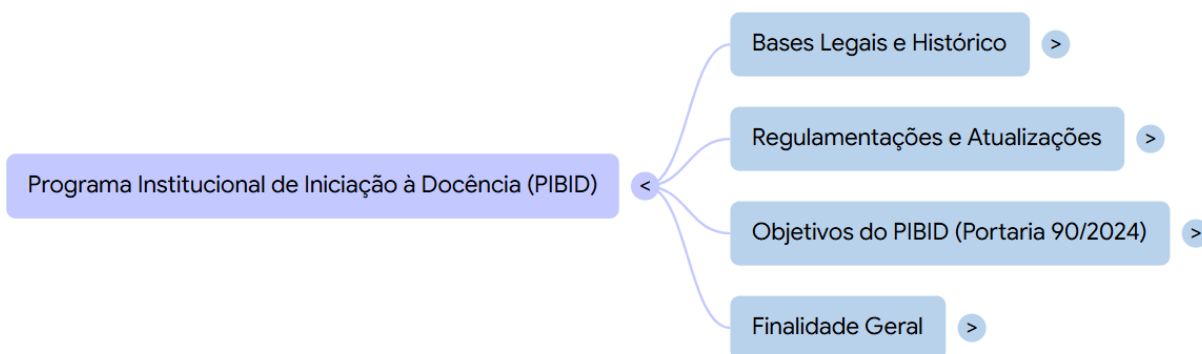 Programa Institucional de Iniciação à Docência (PIBID)
<
Bases Legais e Histórico
>
Regulamentações e Atualizações
>
Objetivos do PIBID (Portaria 90/2024)
>
Finalidade Geral
>